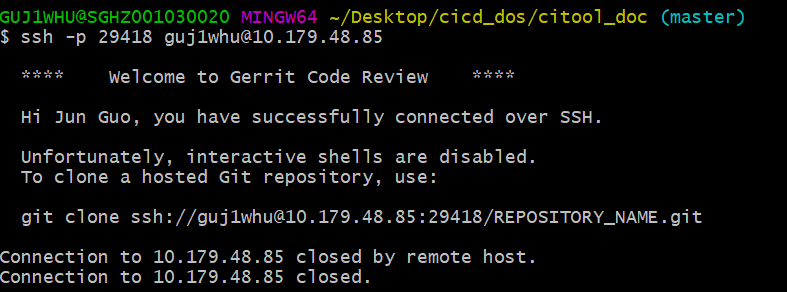 GUJ1WHU@SGHZ001030020 MINGW64 ~/Desktop/cicd_dos/citool_doc (master)
$ ssh -p 29418 guj1whu@10.179.48.85
**** Welcome to Gerrit Code Review ****
Hi Jun Guo, you have successfully connected over SSH.
Unfortunately, interactive shells are disabled.
To clone a hosted Git repository, use:
git clone ssh://guj1whu@10.179.48.85:29418/REPOSITORY_NAME.git
Connection to 10.179.48.85 closed by remote host.
Connection to 10.179.48.85 closed.